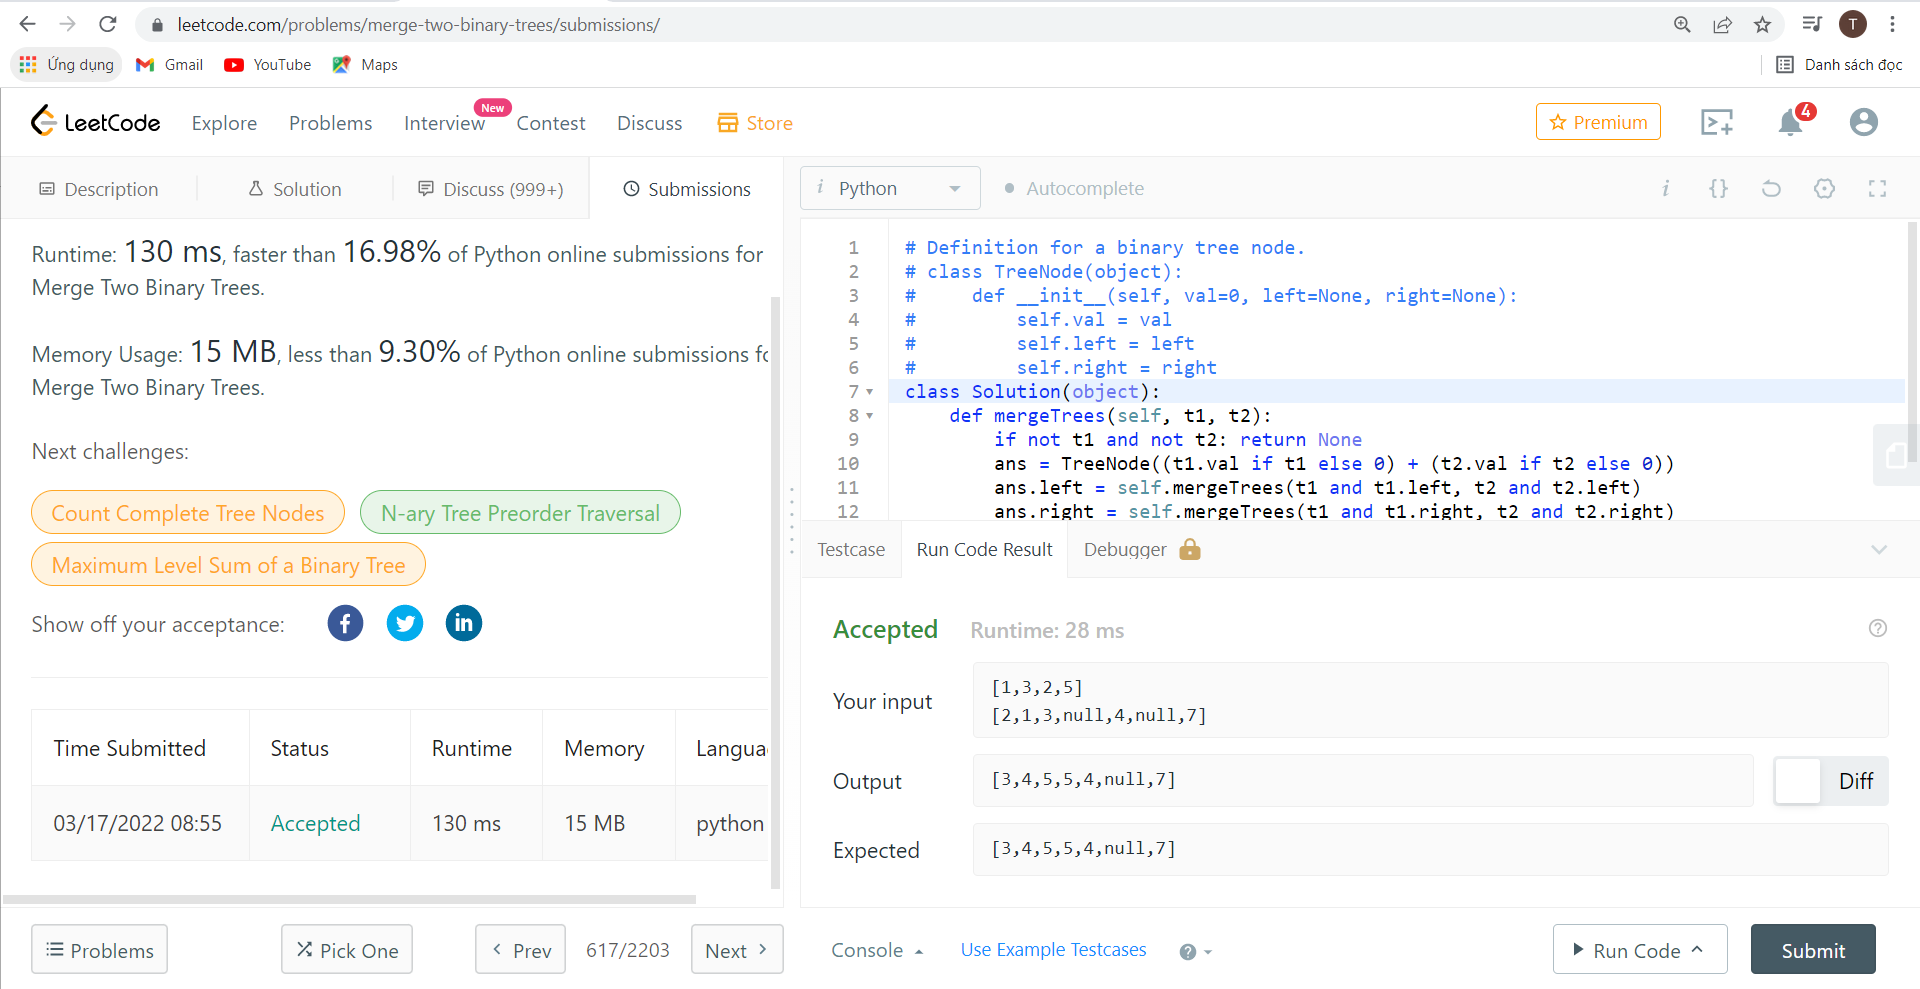 leetcode.com/problems/merge-two-binary-trees/submissions/
T
Ứng dụng
Gmail
YouTube
Maps
Danh sách đọc
LeetCode
Explore
Problems
Interview
New
Contest
Discuss
Store
Premium
4
Description
Solution
Discuss (999+)
Submissions
Runtime: 130 ms, faster than 16.98% of Python online submissions for
Merge Two Binary Trees.
Memory Usage: 15 MB, less than 9.30% of Python online submissions fo
Merge Two Binary Trees.
Next challenges:
Count Complete Tree Nodes
N-ary Tree Preorder Traversal
Maximum Level Sum of a Binary Tree
Show off your acceptance:
Time Submitted Status Runtime Memory Langua
03/17/2022 08:55 Accepted 130 ms 15 MB python
Problems
Pick One
Prev
617/2203
Next
i Python
Autocomplete
i {}
1 # Definition for a binary tree node.
2 # class TreeNode(object):
3 #     def __init__(self, val=0, left=None, right=None):
4 #         self.val = val
5 #         self.left = left
6 #         self.right = right
7 class Solution(object):
8     def mergeTrees(self, t1, t2):
9         if not t1 and not t2: return None
10         ans = TreeNode((t1.val if t1 else 0) + (t2.val if t2 else 0))
11         ans.left = self.mergeTrees(t1 and t1.left, t2 and t2.left)
12         ans.right = self.mergeTrees(t1 and t1.right, t2 and t2.right)
Testcase
Run Code Result
Debugger
Accepted Runtime: 28 ms
?
Your input
[1,3,2,5]
[2,1,3,null,4,null,7]
Output
[3,4,5,5,4,null,7]
Diff
Expected
[3,4,5,5,4,null,7]
Console
Use Example Testcases
?
Run Code
Submit